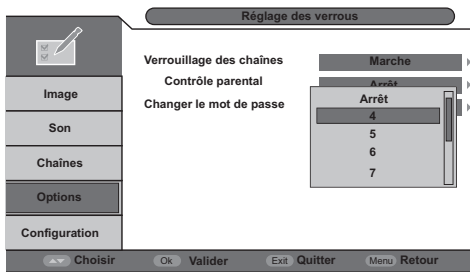 Réglage des verrous
Verrouillage des chaînes Marche
Contrôle parental Arrêt
Changer le mot de passe
Arrêt
4
5
6
7
Image
Son
Chaînes
Options
Configuration
Choisir Ok Valider Exit Quitter Menu Retour